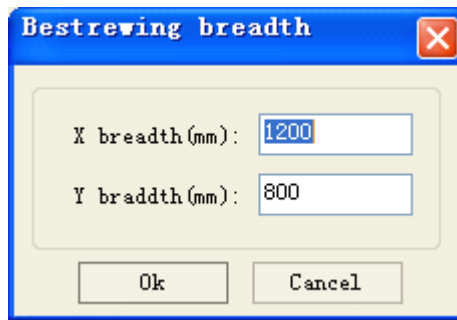 Bestrewing breadth
X breadth(mm): 1200
Y braddth(mm): 800
Ok Cancel